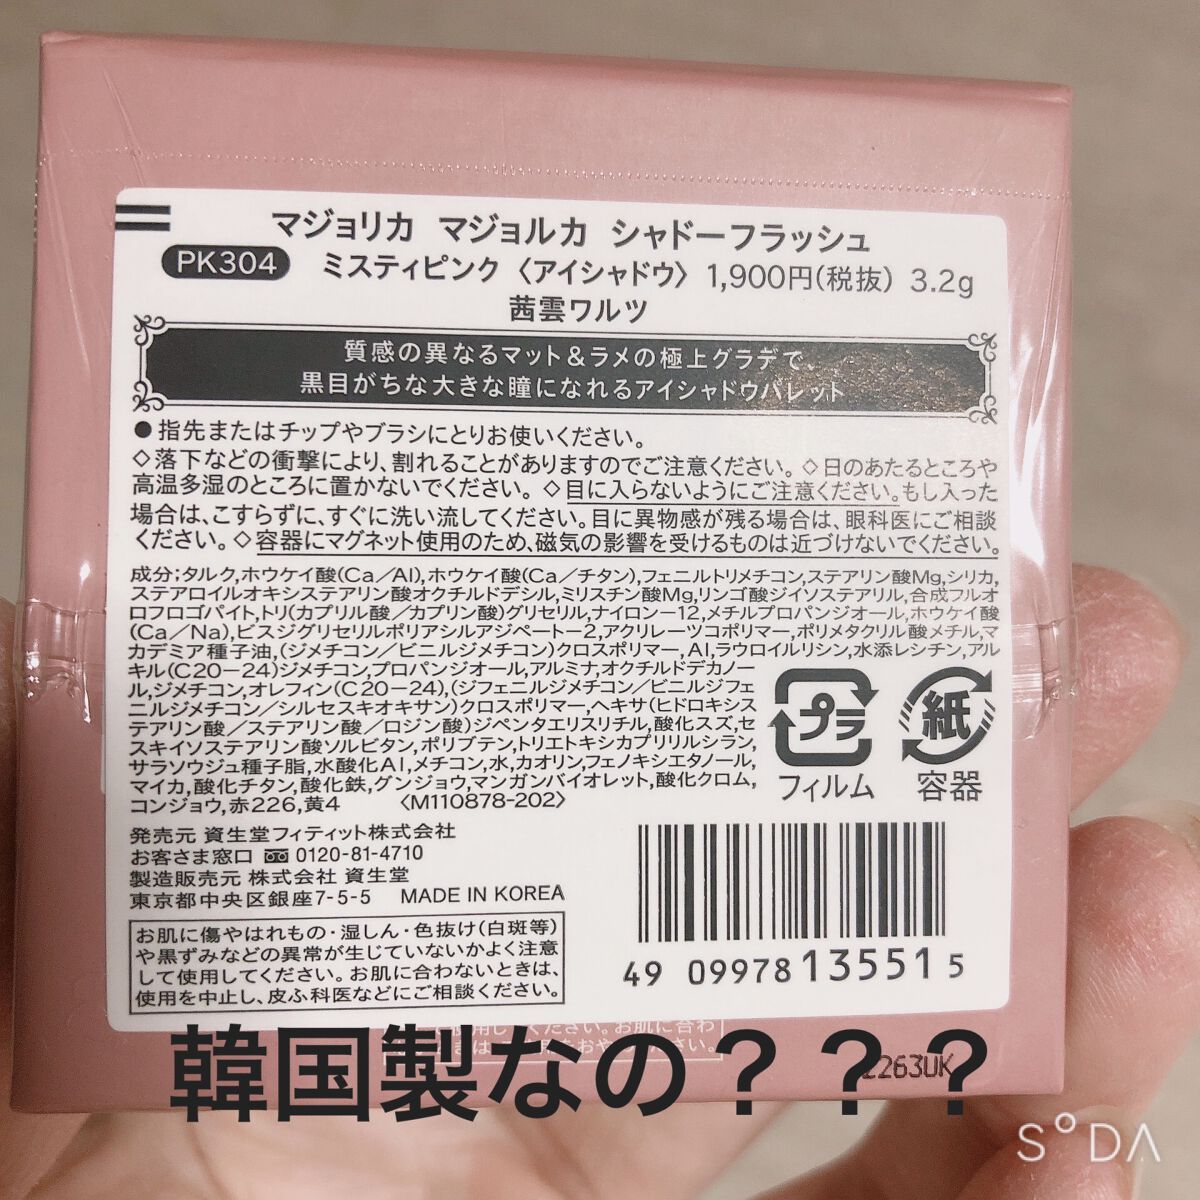 マジョリカ マジョルカ シャドーフラッシュ
PK304 ミスティピンク〈アイシャドウ〉1,900円(税抜) 3.2g
茜雲ワルツ
質感の異なるマット&ラメの極上グラデで、
黒目がちな大きな瞳になれるアイシャドウパレット
●指先またはチップやブラシにとりお使いください。
◇落下などの衝撃により、割れることがありますのでご注意ください。◇日のあたるところや
高温多湿のところに置かないでください。◇目に入らないようにご注意ください。もし入った
場合は、こすらずに、すぐに洗い流してください。目に異物感が残る場合は、眼科医にご相談
ください。◇容器にマグネット使用のため、磁気の影響を受けるものは近づけないでください。
成分;タルク,ホウケイ酸(Ca/Al),ホウケイ酸(Ca/チタン),フェニルトリメチコン,ステアリン酸Mg,シリカ,
ステアロイルオキシステアリン酸オクチルドデシル,ミリスチン酸Mg,リンゴ酸ジイソステアリル,合成フルオ
ロフロゴパイト,トリ(カプリル酸/カプリン酸)グリセリル,ナイロン-12,メチルプロパンジオール,ホウケイ酸
(Ca/Na),ビスジグリセリルポリアシルアジペート-2,アクリレーツコポリマー,ポリメタクリル酸メチル,マ
カデミア種子油,(ジメチコン/ビニルジメチコン)クロスポリマー,Al,ラウロイルリシン,水添レシチン,アル
キル(C20-24)ジメチコン,プロパンジオール,アルミナ,オクチルドデカノー
ル,ジメチコン,オレフィン(C20-24),(ジフェニルジメチコン/ビニルジフェ
ニルジメチコン/シルセスキオキサン)クロスポリマー,ヘキサ(ヒドロキシス
テアリン酸/ステアリン酸/ロジン酸)ジペンタエリスリチル,酸化スズ,セ
スキイソステアリン酸ソルビタン,ポリブテン,トリエトキシカプリリルシラン,
サラソウジュ種子脂,水酸化Al,メチコン,水,カオリン,フェノキシエタノール,
マイカ,酸化チタン,酸化鉄,グンジョウ,マンガンバイオレット,酸化クロム,
コンジョウ,赤226,黄4 〈M110878-202〉
プラ
フィルム
紙
容器
発売元 資生堂フィティット株式会社
お客さま窓口 0120-81-4710
製造販売元 株式会社 資生堂
東京都中央区銀座7-5-5 MADE IN KOREA
お肌に傷やはれもの・湿しん・色抜け(白斑等)
や黒ずみなどの異常が生じていないかよく注意
して使用してください。お肌に合わないときは、
使用を中止し、皮ふ科医などにご相談ください。
49 09978 13551 5
韓国製なの???
2263UK
SODA